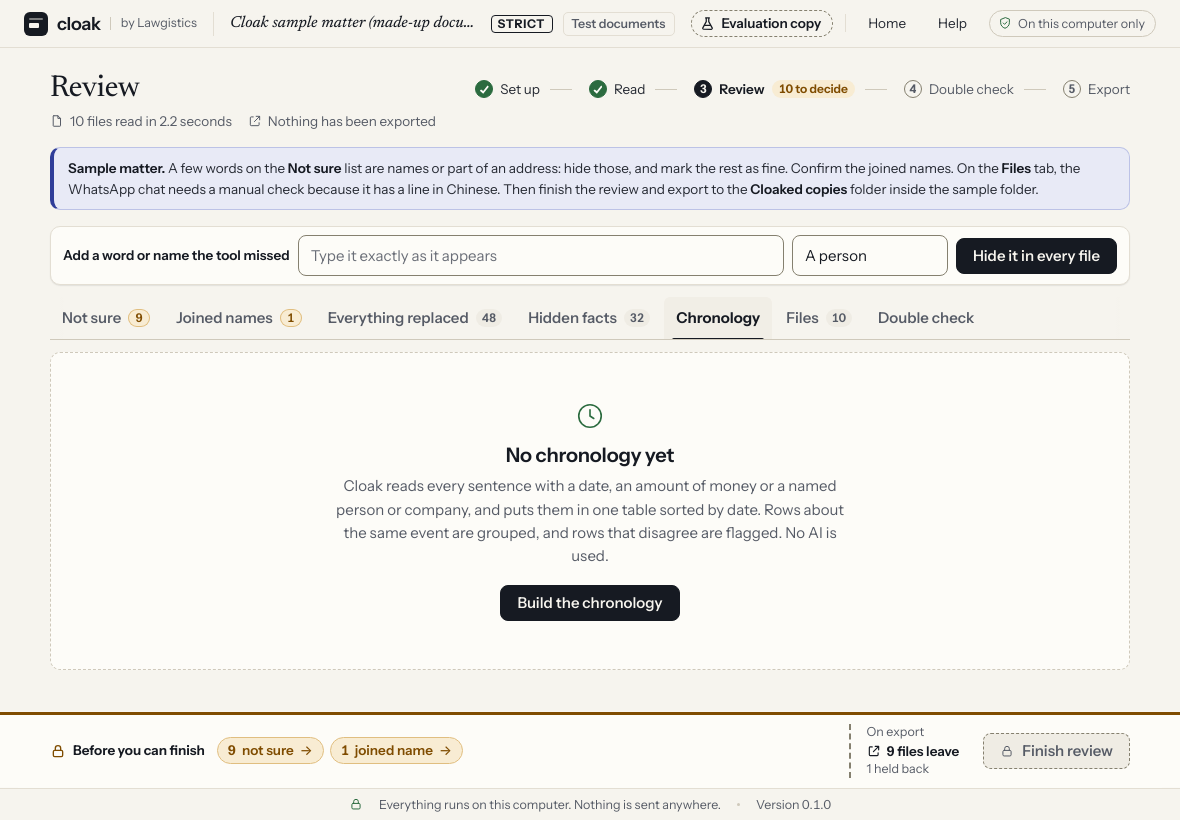 cloak by Lawgistics Cloak sample matter (made-up docu... STRICT Test documents Evaluation copy Home Help On this computer only
Review
Set up Read 3 Review 10 to decide 4 Double check 5 Export
10 files read in 2.2 seconds Nothing has been exported
Sample matter. A few words on the Not sure list are names or part of an address: hide those, and mark the rest as fine. Confirm the joined names. On the Files tab, the
WhatsApp chat needs a manual check because it has a line in Chinese. Then finish the review and export to the Cloaked copies folder inside the sample folder.
Add a word or name the tool missed Type it exactly as it appears A person Hide it in every file
Not sure 9 Joined names 1 Everything replaced 48 Hidden facts 32 Chronology Files 10 Double check
No chronology yet
Cloak reads every sentence with a date, an amount of money or a named
person or company, and puts them in one table sorted by date. Rows about
the same event are grouped, and rows that disagree are flagged. No AI is
used.
Build the chronology
Before you can finish 9 not sure → 1 joined name →
On export
9 files leave
1 held back
Finish review
Everything runs on this computer. Nothing is sent anywhere. • Version 0.1.0